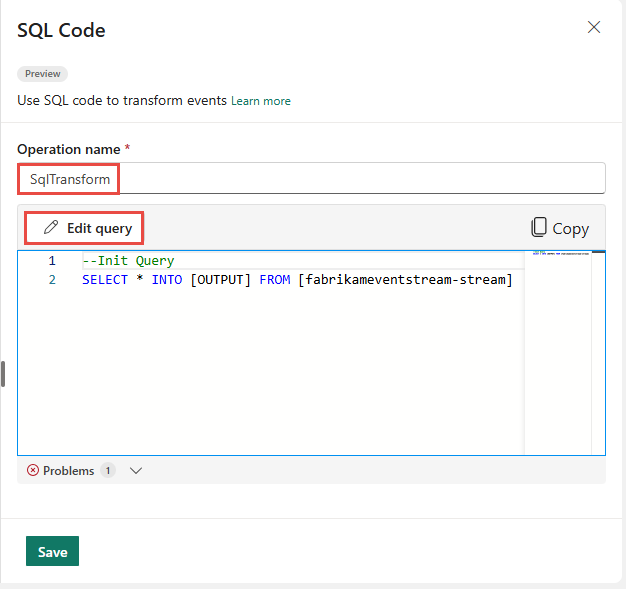 SQL Code
Preview
Use SQL code to transform events Learn more
Operation name *
SqlTransform
Edit query
Copy
1 --Init Query
2 SELECT * INTO [OUTPUT] FROM [fabrikameventstream-stream]
Problems 1
Save